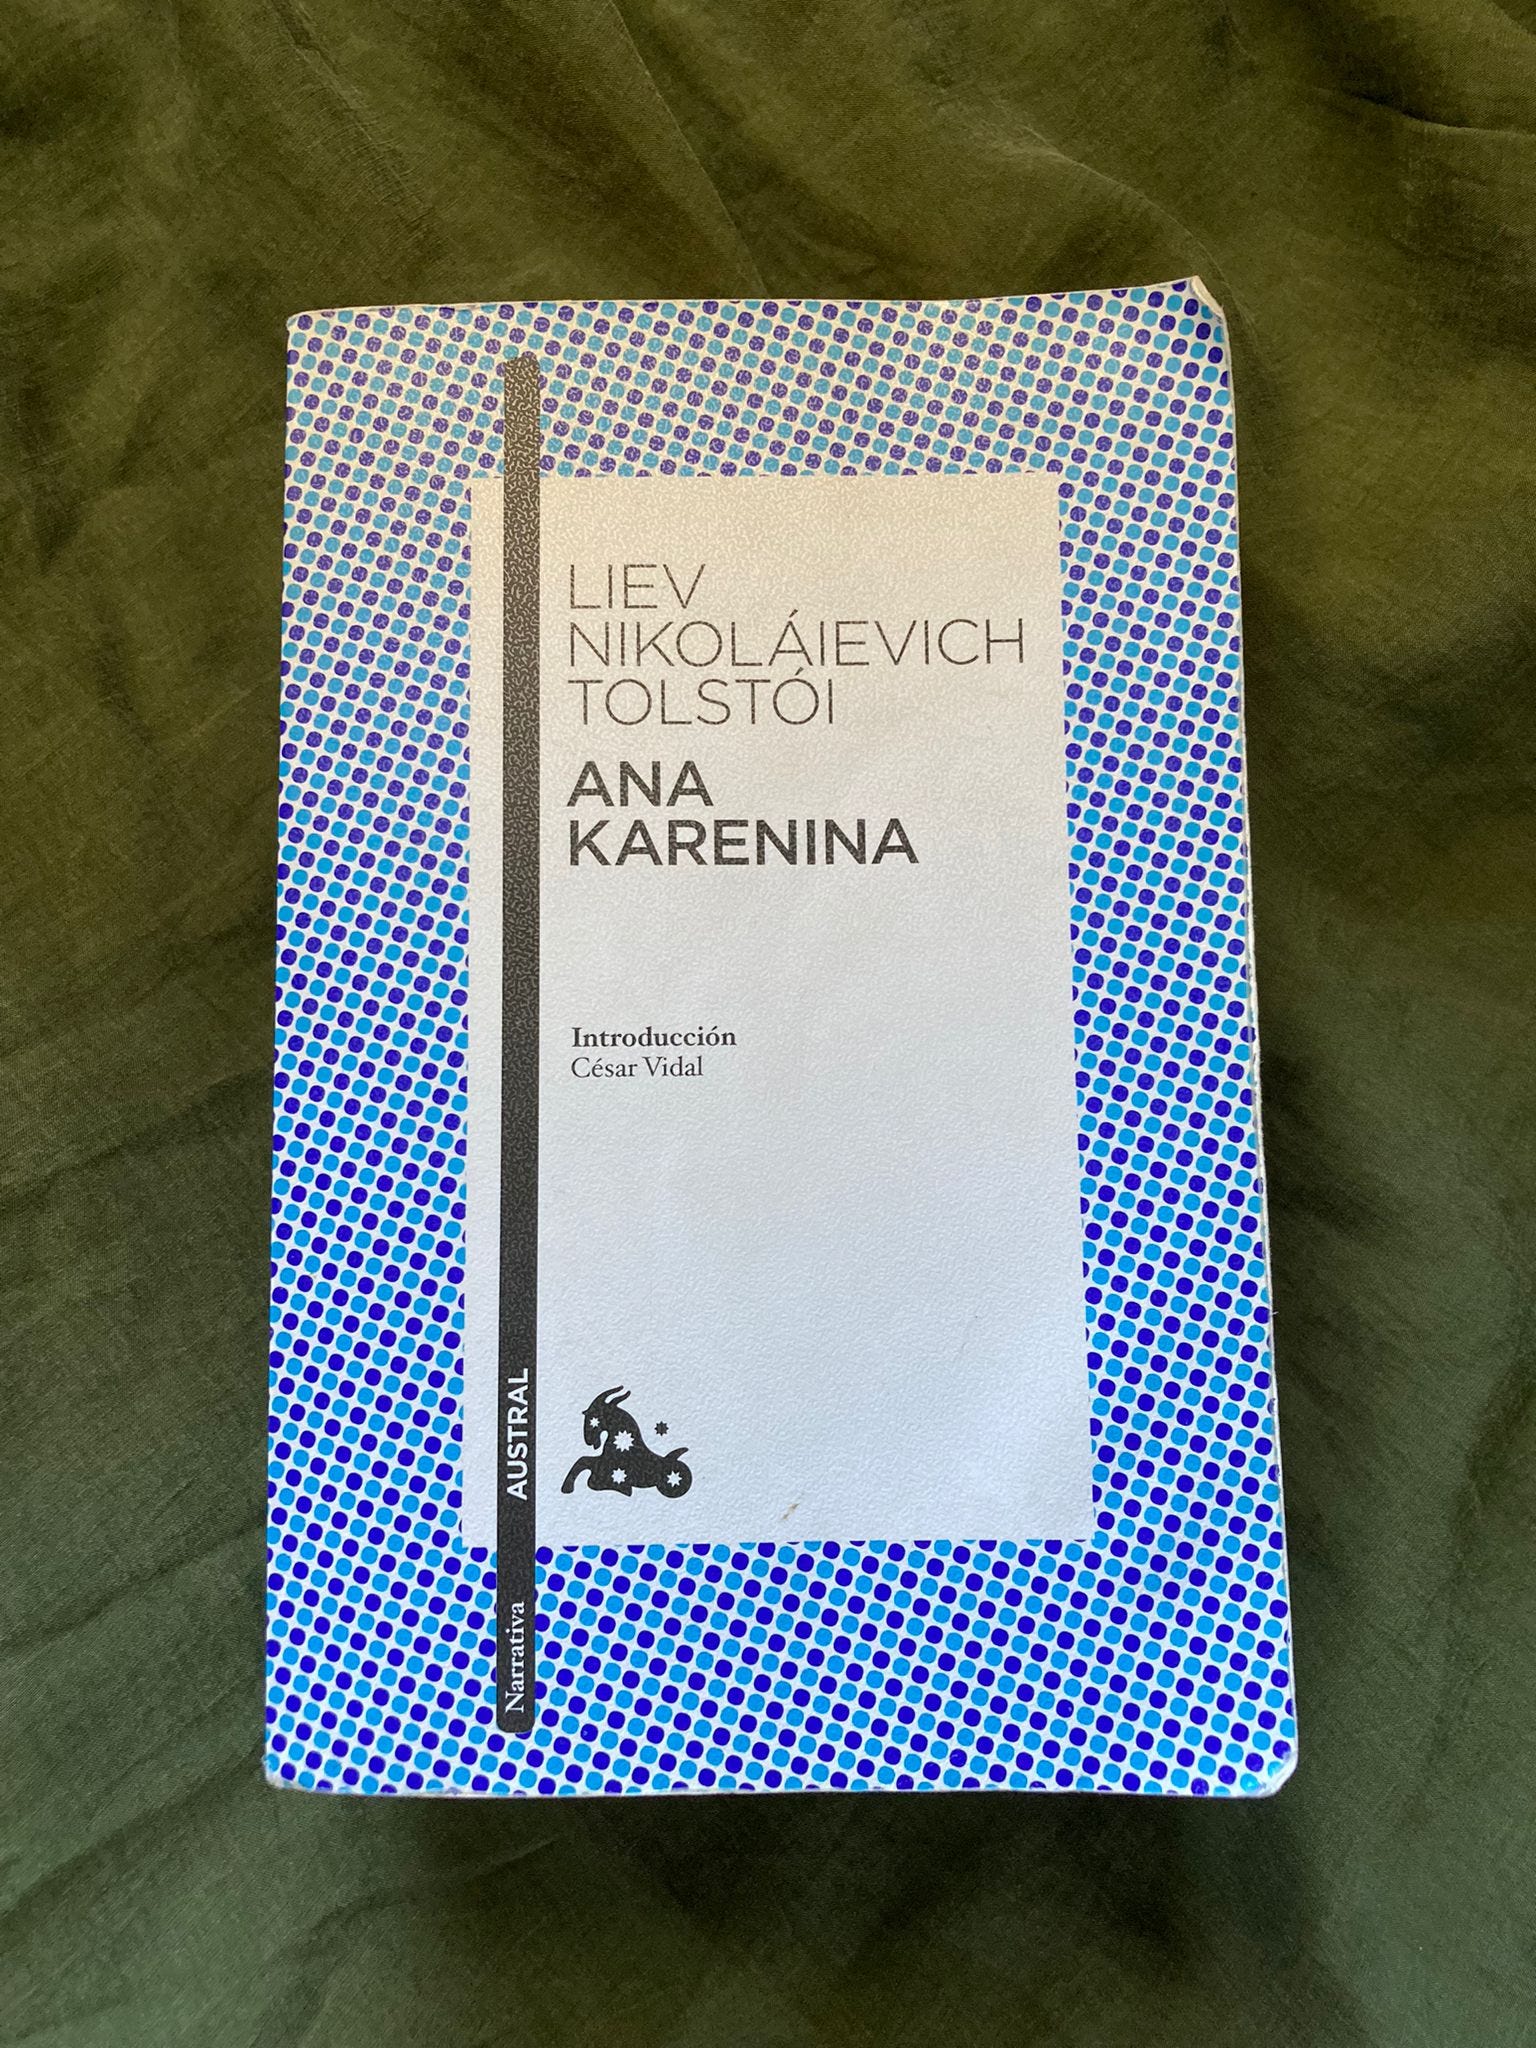 LIEV
NIKOLÁIEVICH
TOLSTÓI
ANA
KARENINA
Introducción
César Vidal
AUSTRAL
Narrativa